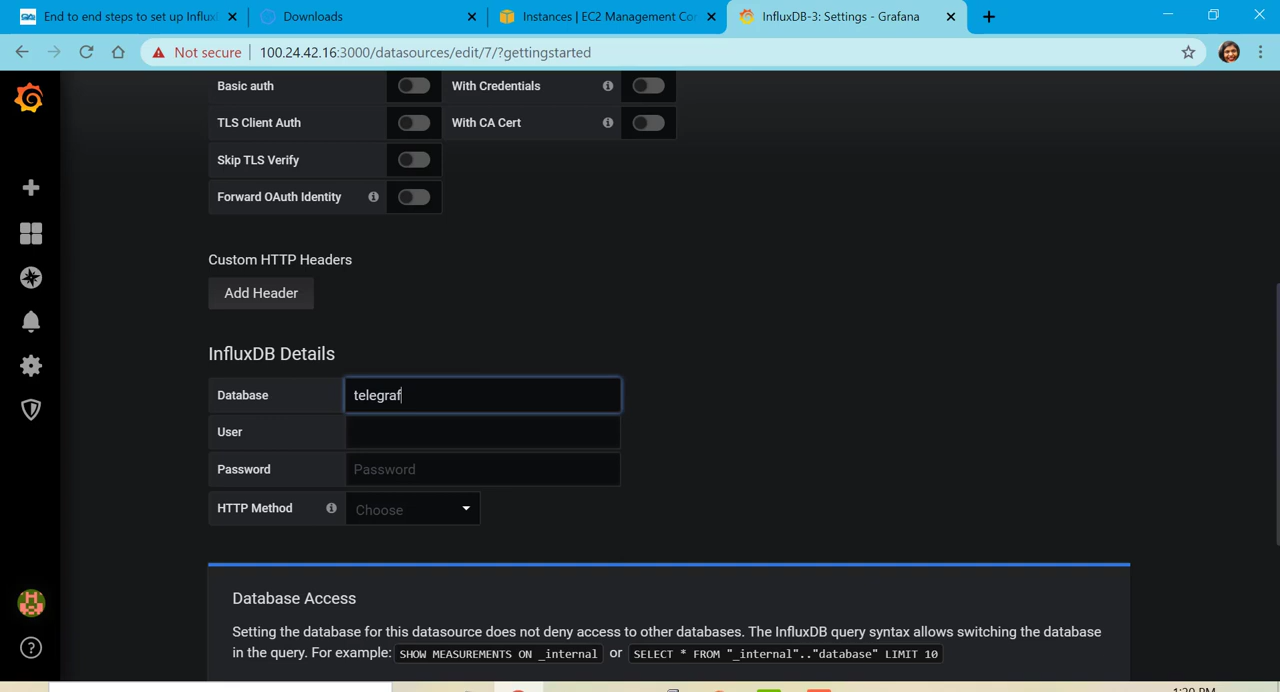 End to end steps to set up Influx
Downloads
Instances | EC2 Management Con
InfluxDB-3: Settings - Grafana
Not secure
100.24.42.16:3000/datasources/edit/7/?gettingstarted
Basic auth
With Credentials
TLS Client Auth
With CA Cert
Skip TLS Verify
Forward OAuth Identity
Custom HTTP Headers
Add Header
InfluxDB Details
Database
telegraf
User
Password
Password
HTTP Method
Choose
Database Access
Setting the database for this datasource does not deny access to other databases. The InfluxDB query syntax allows switching the database
in the query. For example: SHOW MEASUREMENTS ON _internal or SELECT * FROM "_internal".."database" LIMIT 10
1:20 PM